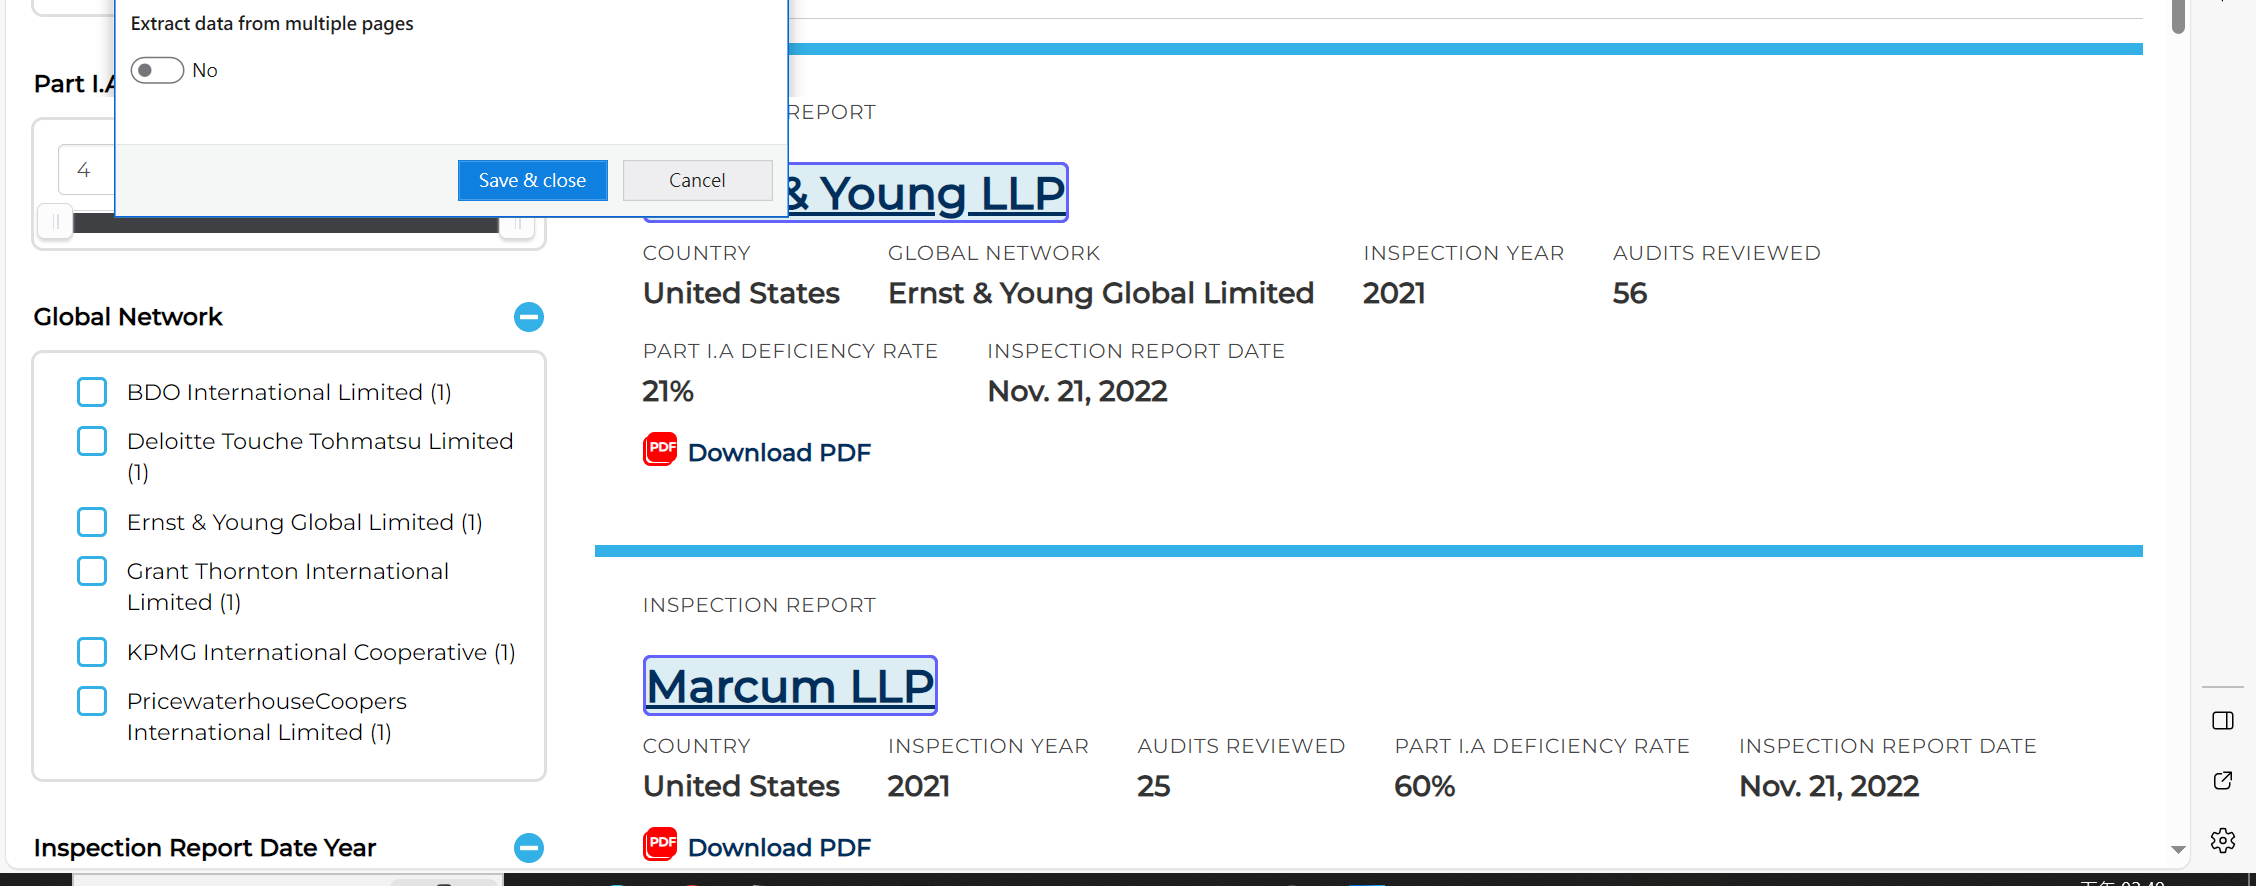 Extract data from multiple pages
No
Save & close
Cancel
Part I.A
4
Global Network
BDO International Limited (1)
Deloitte Touche Tohmatsu Limited
(1)
Ernst & Young Global Limited (1)
Grant Thornton International
Limited (1)
KPMG International Cooperative (1)
PricewaterhouseCoopers
International Limited (1)
Inspection Report Date Year
REPORT
& Young LLP
COUNTRY GLOBAL NETWORK INSPECTION YEAR AUDITS REVIEWED
United States Ernst & Young Global Limited 2021 56
PART I.A DEFICIENCY RATE INSPECTION REPORT DATE
21% Nov. 21, 2022
PDF Download PDF
INSPECTION REPORT
Marcum LLP
COUNTRY INSPECTION YEAR AUDITS REVIEWED PART I.A DEFICIENCY RATE INSPECTION REPORT DATE
United States 2021 25 60% Nov. 21, 2022
PDF Download PDF